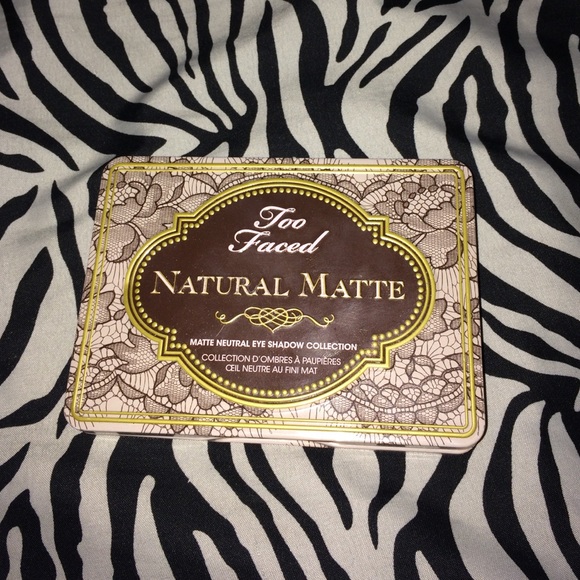 Too
Faced
NATURAL MATTE
MATTE NEUTRAL EYE SHADOW COLLECTION
COLLECTION D'OMBRES À PAUPIÈRES
ŒIL NEUTRE AU FINI MAT